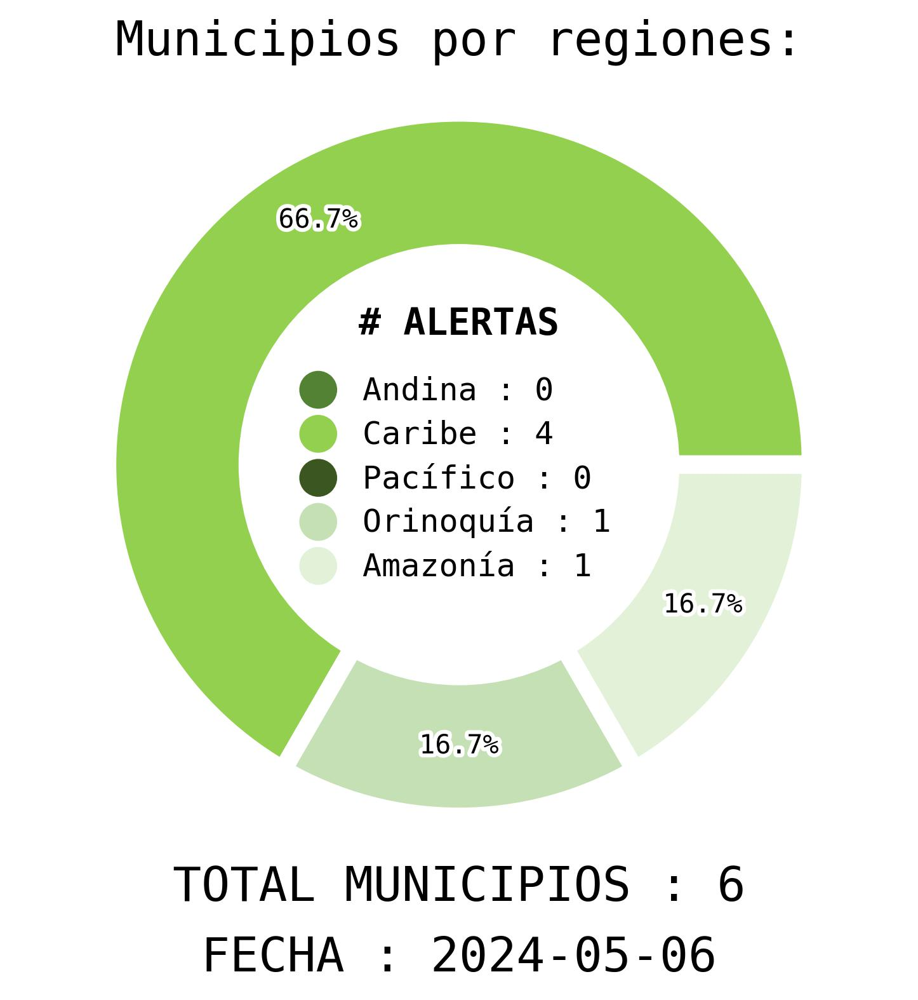 Municipios por regiones:
66.7%
# ALERTAS
Andina : 0
Caribe : 4
Pacífico : 0
Orinoquía : 1
Amazonía : 1
16.7%
16.7%
TOTAL MUNICIPIOS : 6
FECHA : 2024-05-06